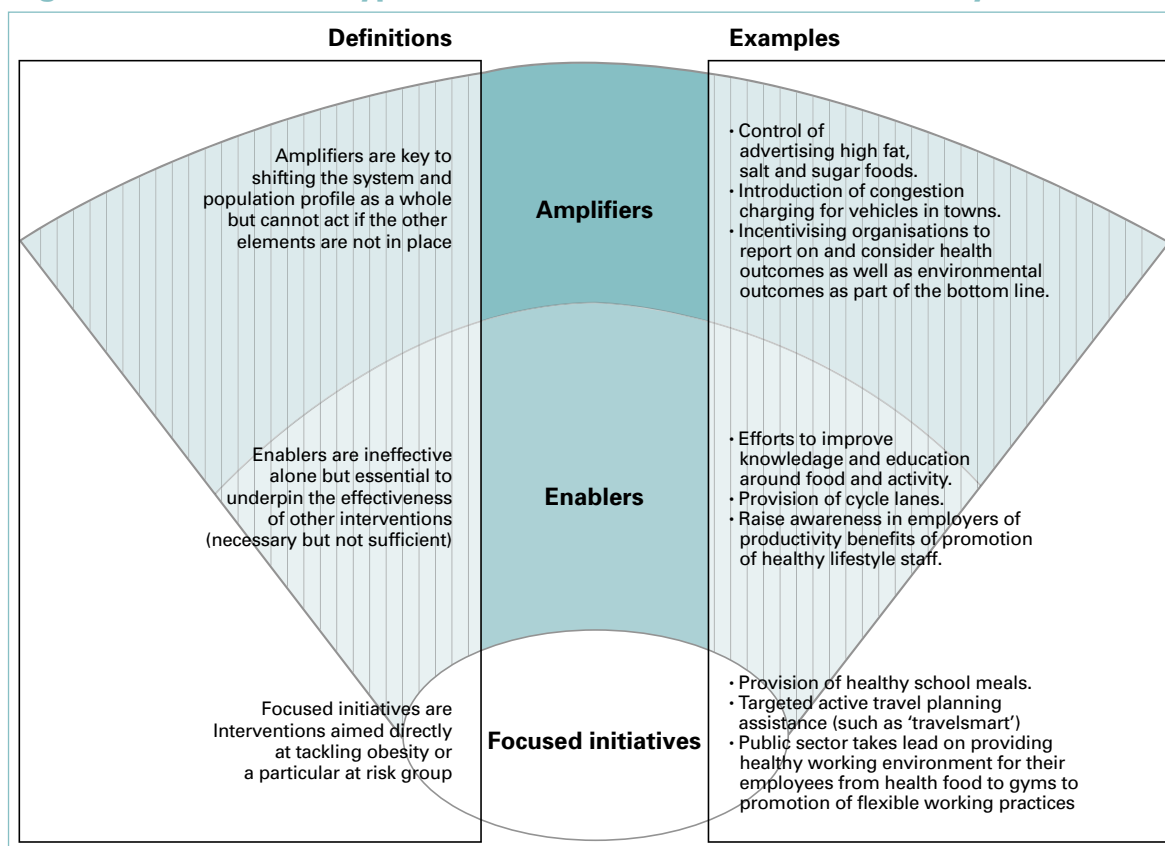 Definitions
Examples
Amplifiers are key to
shifting the system and
population profile as a whole
but cannot act if the other
elements are not in place
Amplifiers
· Control of
advertising high fat,
salt and sugar foods.
· Introduction of congestion
charging for vehicles in towns.
· Incentivising organisations to
report on and consider health
outcomes as well as environmental
outcomes as part of the bottom line.
Enablers are ineffective
alone but essential to
underpin the effectiveness
of other interventions
(necessary but not sufficient)
Enablers
· Efforts to improve
knowledge and education
around food and activity.
· Provision of cycle lanes.
· Raise awareness in employers of
productivity benefits of promotion
of healthy lifestyle staff.
Focused initiatives are
Interventions aimed directly
at tackling obesity or
a particular at risk group
Focused initiatives
· Provision of healthy school meals.
· Targeted active travel planning
assistance (such as ‘travelsmart’)
· Public sector takes lead on providing
healthy working environment for their
employees from health food to gyms to
promotion of flexible working practices